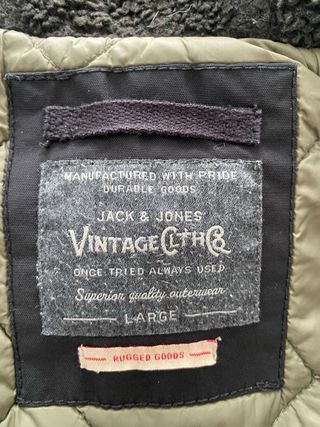 MANUFACTURED WITH PRIDE
DURABLE GOODS
JACK & JONES
VINTAGE CLTH CO
ONCE TRIED ALWAYS USED
Superior quality outerwear
LARGE
RUGGED GOODS